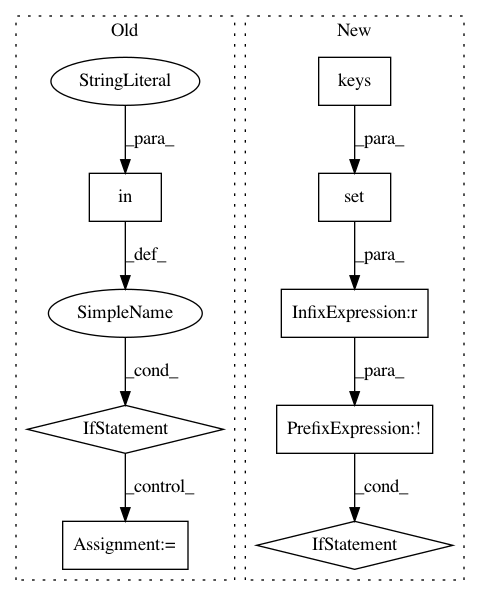 Old
StringLiteral
_para_
in
_def_
SimpleName
_cond_
IfStatement
_control_
Assignment:=
New
keys
_para_
set
_para_
InfixExpression:r
_para_
PrefixExpression:!
_cond_
IfStatement